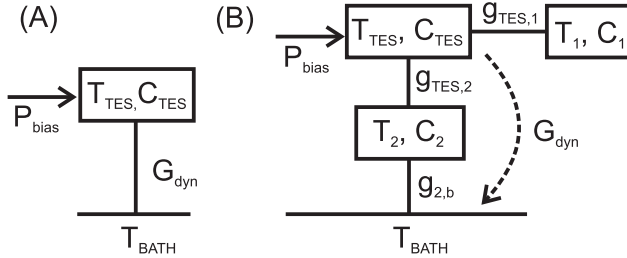 (A)
P_bias
T_TES, C_TES
G_dyn
T_BATH
(B)
P_bias
T_TES, C_TES
g_TES,1
T_1, C_1
g_TES,2
T_2, C_2
G_dyn
g_2,b
T_BATH